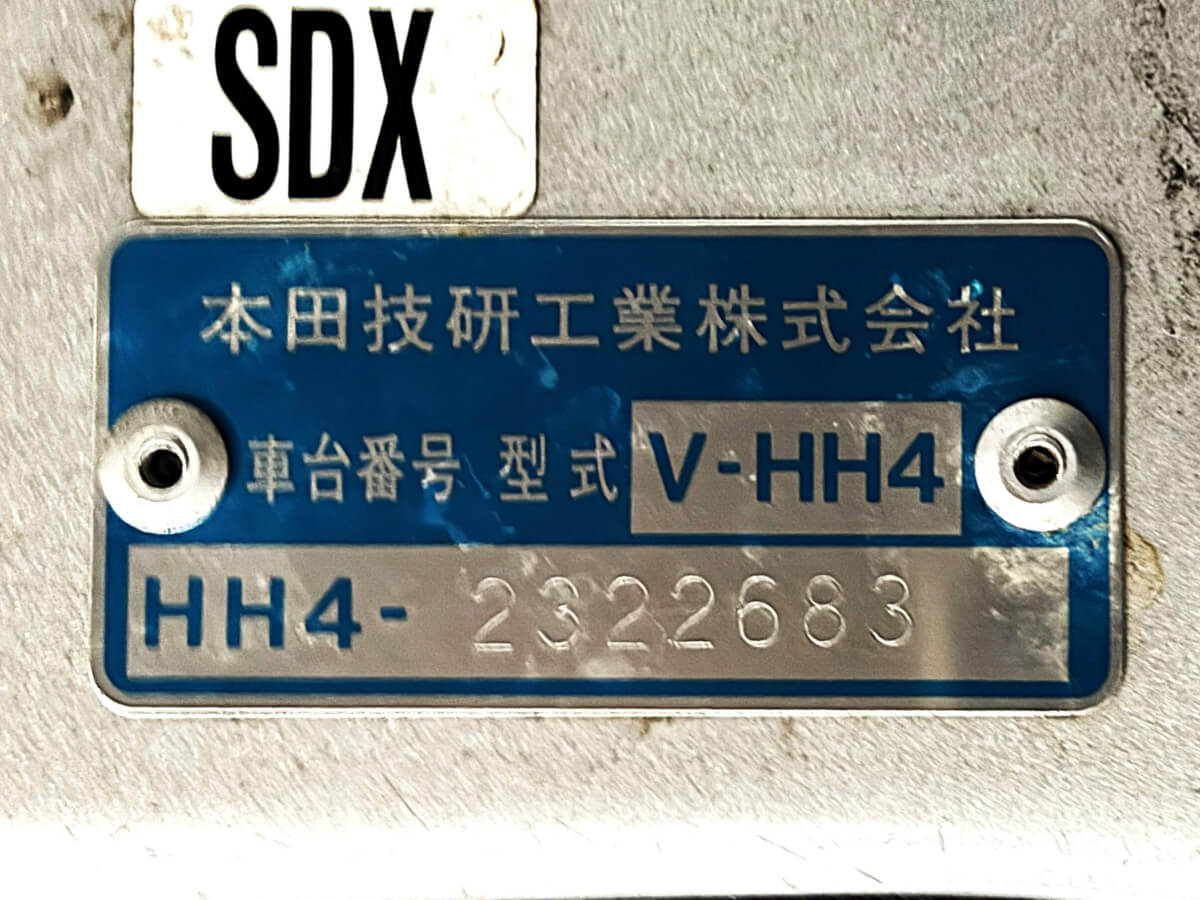 SDX
本田技研工業株式会社
車台番号 型式 V-HH4
HH4- 2322683